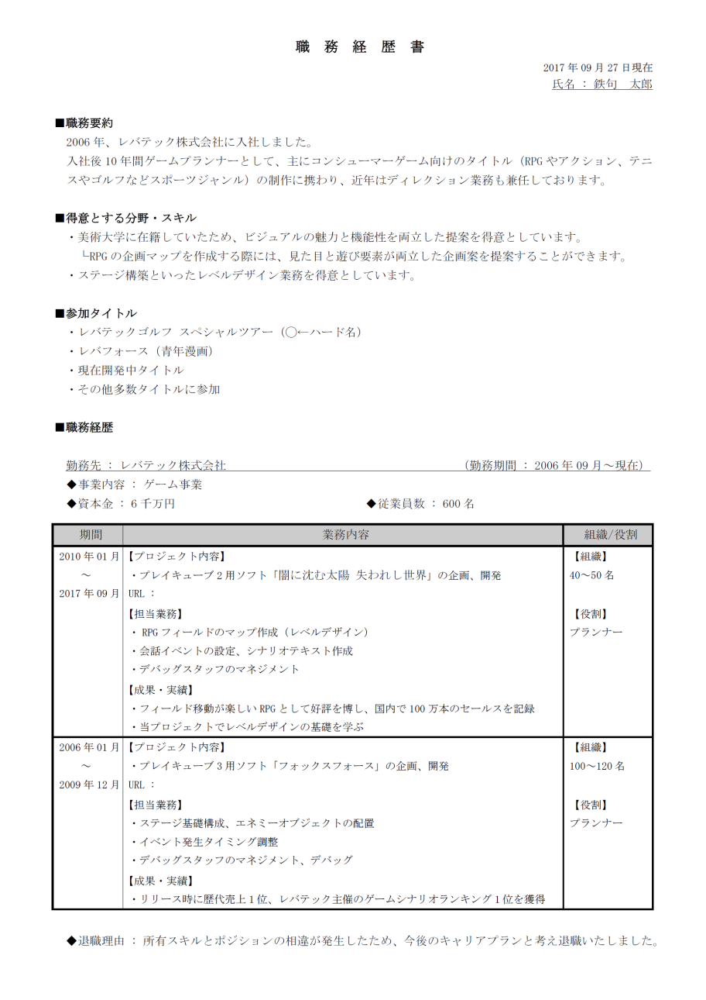 職　務　経　歴　書
2017 年 09 月 27 日現在
氏名 ： 鉄句　太郎
■職務要約
2006 年、レバテック株式会社に入社しました。
入社後 10 年間ゲームプランナーとして、主にコンシューマーゲーム向けのタイトル（RPG やアクション、テニ
スやゴルフなどスポーツジャンル）の制作に携わり、近年はディレクション業務も兼任しております。
■得意とする分野・スキル
・美術大学に在籍していたため、ビジュアルの魅力と機能性を両立した提案を得意としています。
└RPG の企画マップを作成する際には、見た目と遊び要素が両立した企画案を提案することができます。
・ステージ構築といったレベルデザイン業務を得意としています。
■参加タイトル
・レバテックゴルフ スペシャルツアー（◯←ハード名）
・レバフォース（青年漫画）
・現在開発中タイトル
・その他多数タイトルに参加
■職務経歴
勤務先 ： レバテック株式会社　（勤務期間 ： 2006 年 09 月～現在）
◆事業内容 ： ゲーム事業
◆資本金 ： 6 千万円　◆従業員数 ： 600 名
期間　業務内容　組織/役割
2010 年 01 月　【プロジェクト内容】　【組織】
～　・プレイキューブ 2 用ソフト「闇に沈む太陽 失われし世界」の企画、開発　40～50 名
2017 年 09 月　URL ：
【担当業務】　【役割】
・ RPG フィールドのマップ作成（レベルデザイン）　プランナー
・会話イベントの設定、シナリオテキスト作成
・デバッグスタッフのマネジメント
【成果・実績】
・フィールド移動が楽しい RPG として好評を博し、国内で 100 万本のセールスを記録
・当プロジェクトでレベルデザインの基礎を学ぶ
2006 年 01 月　【プロジェクト内容】　【組織】
～　・プレイキューブ 3 用ソフト「フォックスフォース」の企画、開発　100～120 名
2009 年 12 月　URL ：
【担当業務】　【役割】
・ステージ基礎構成、エネミーオブジェクトの配置　プランナー
・イベント発生タイミング調整
・デバッグスタッフのマネジメント、デバッグ
【成果・実績】
・リリース時に歴代売上 1 位、レバテック主催のゲームシナリオランキング 1 位を獲得
◆退職理由 ： 所有スキルとポジションの相違が発生したため、今後のキャリアプランと考え退職いたしました。